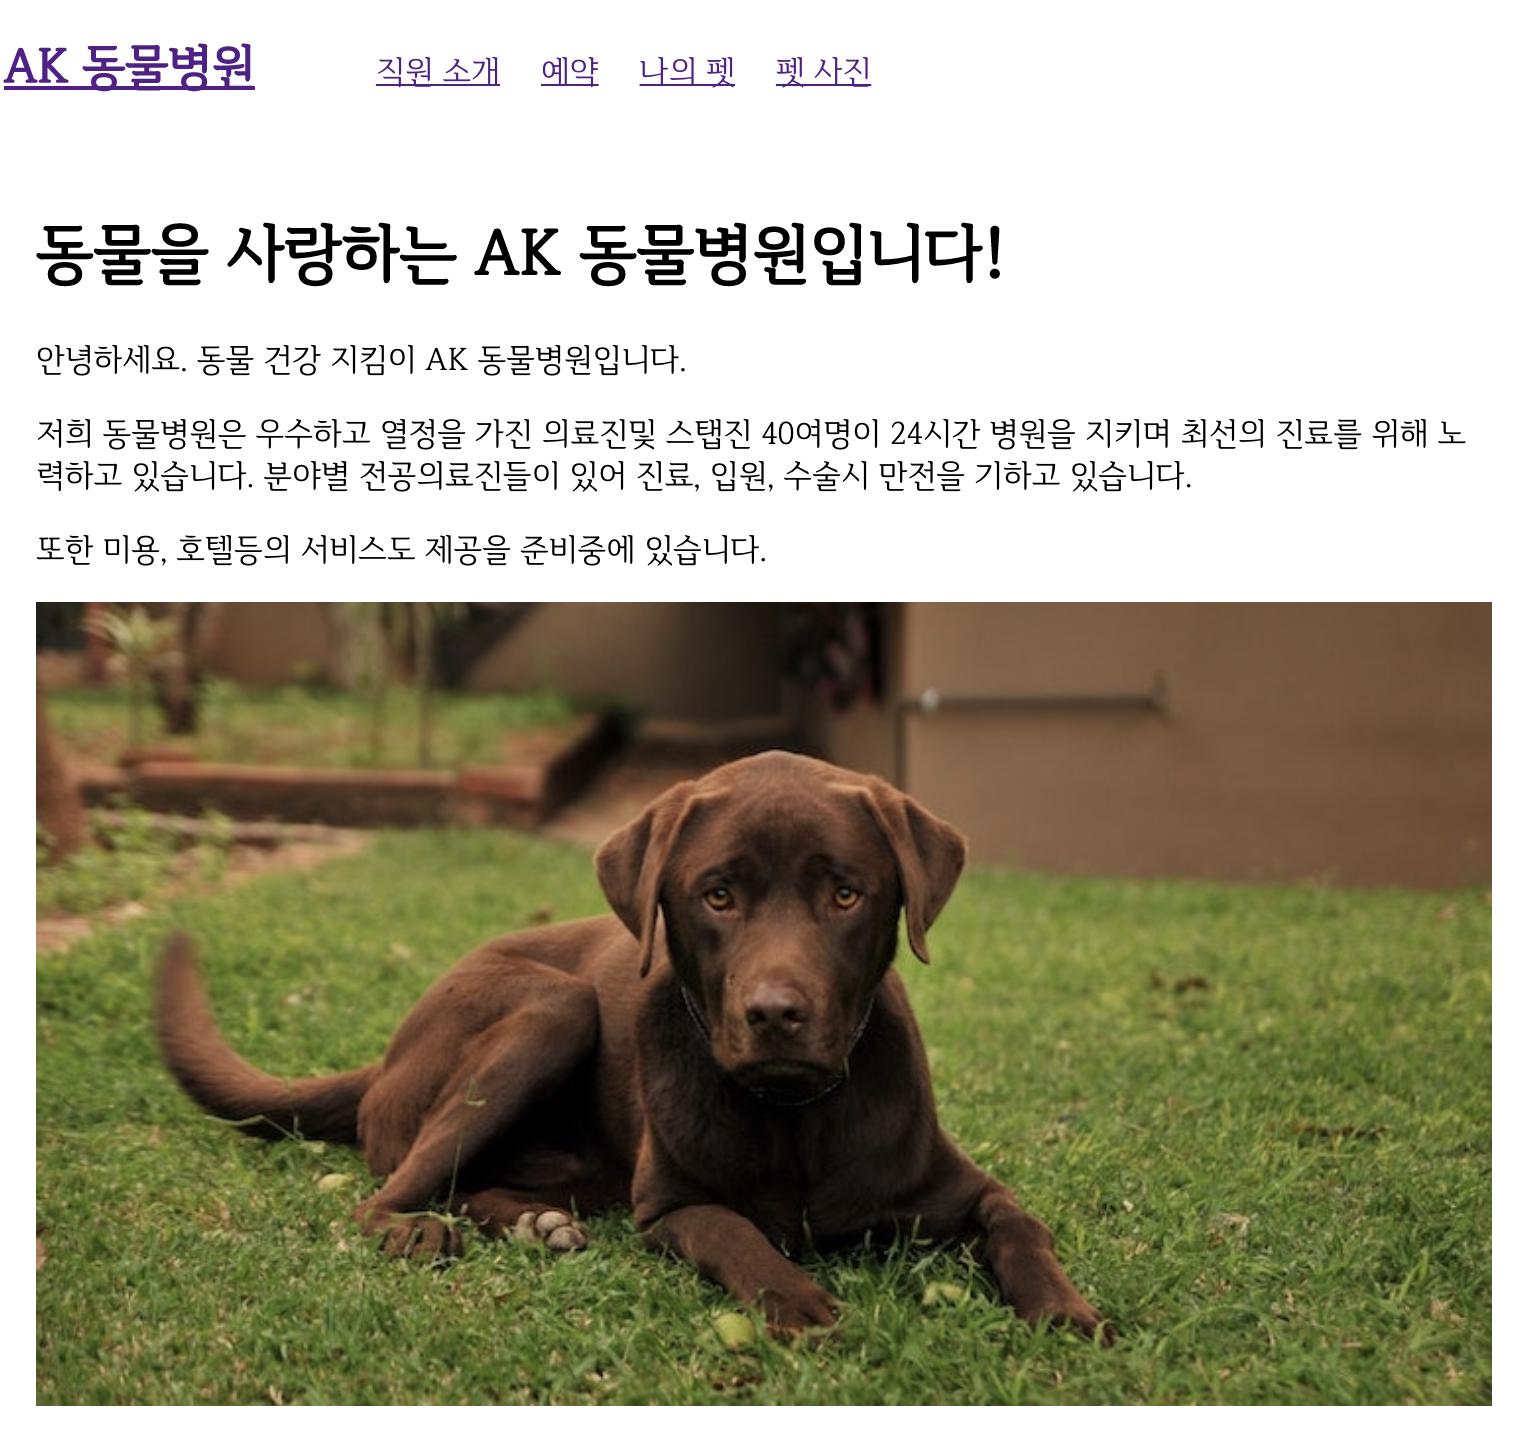 AK 동물병원
직원 소개 예약 나의 펫 펫 사진
동물을 사랑하는 AK 동물병원입니다!
안녕하세요. 동물 건강 지킴이 AK 동물병원입니다.
저희 동물병원은 우수하고 열정을 가진 의료진및 스탭진 40여명이 24시간 병원을 지키며 최선의 진료를 위해 노
력하고 있습니다. 분야별 전공의료진들이 있어 진료, 입원, 수술시 만전을 기하고 있습니다.
또한 미용, 호텔등의 서비스도 제공을 준비중에 있습니다.